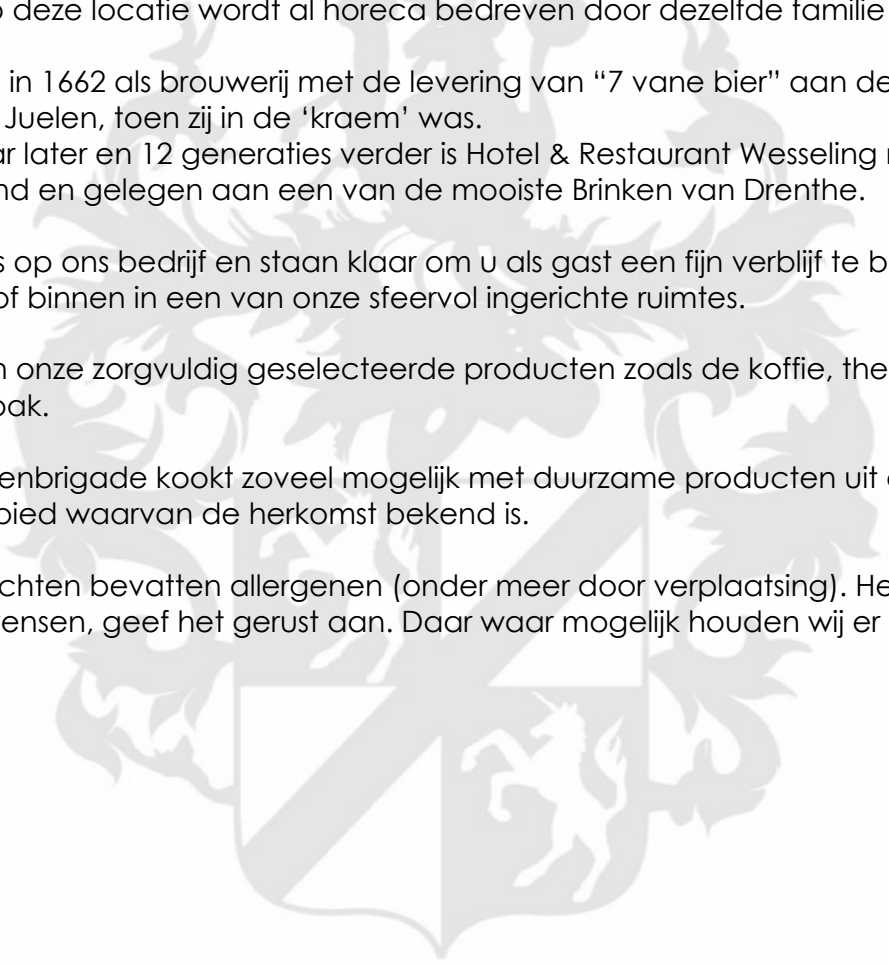 deze locatie wordt al horeca bedreven door dezelfde familie
in 1662 als brouwerij met de levering van “7 vane bier” aan de
Juelen, toen zij in de ‘kraem’ was.
later en 12 generaties verder is Hotel & Restaurant Wesseling
en gelegen aan een van de mooiste Brinken van Drenthe.
op ons bedrijf en staan klaar om u als gast een fijn verblijf te
of binnen in een van onze sfeervol ingerichte ruimtes.
onze zorgvuldig geselecteerde producten zoals de koffie,
enbrigade kookt zoveel mogelijk met duurzame producten uit
waarvan de herkomst bekend is.
chten bevatten allergenen (onder meer door verplaatsing).
ensen, geef het gerust aan. Daar waar mogelijk houden wij er